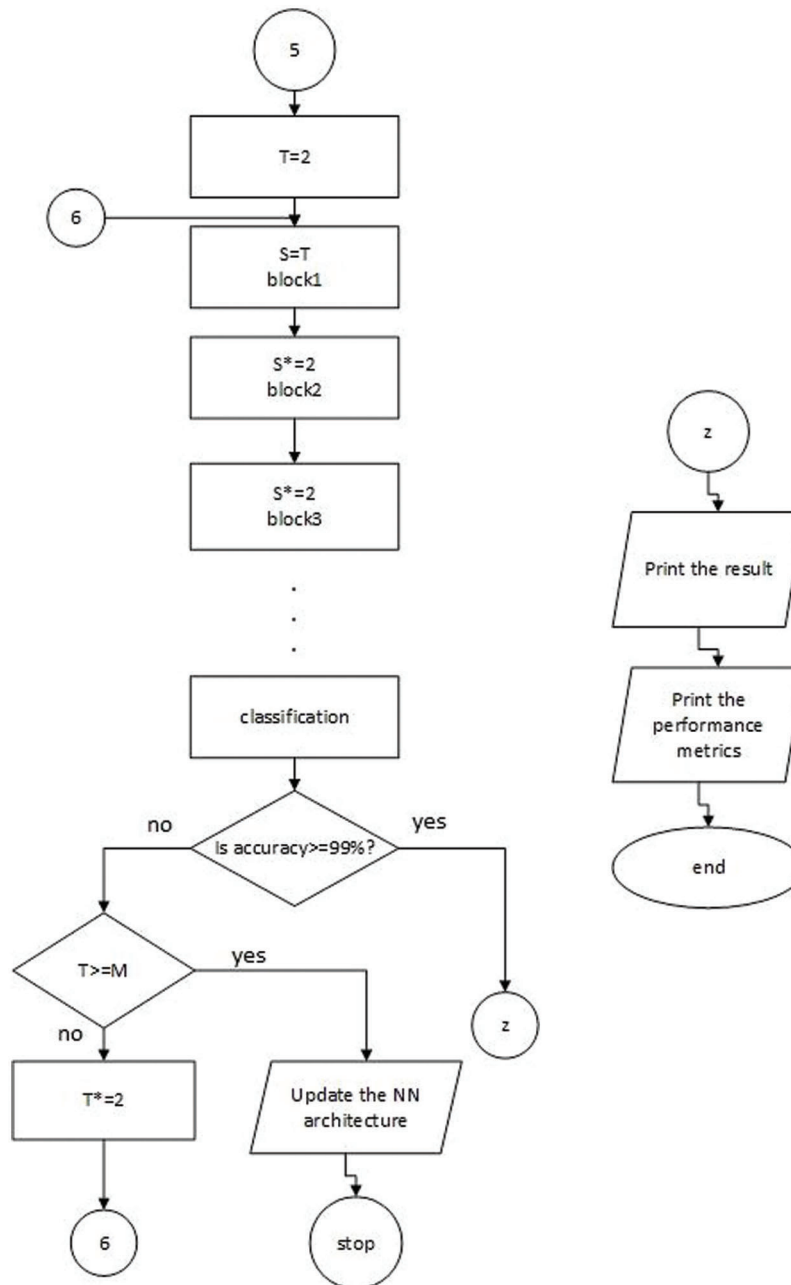 5
T=2
6
S=T
block1
S*=2
block2
S*=2
block3
.
.
.
classification
Is accuracy>=99%?
no
yes
T>=M
yes
no
z
T*=2
Update the NN
architecture
6
stop
z
Print the result
Print the
performance
metrics
end